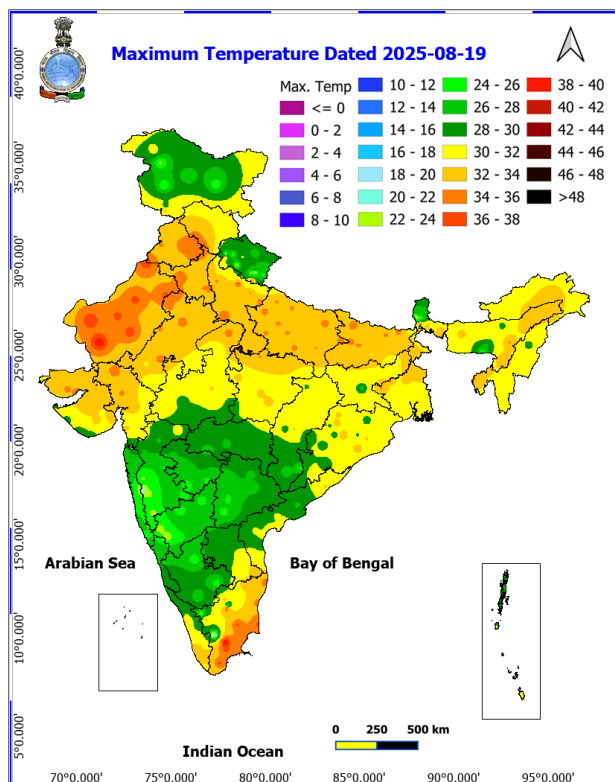 Maximum Temperature Dated 2025-08-19
Max. Temp
<= 0
0 - 2
2 - 4
4 - 6
6 - 8
8 - 10
10 - 12
12 - 14
14 - 16
16 - 18
18 - 20
20 - 22
22 - 24
24 - 26
26 - 28
28 - 30
30 - 32
32 - 34
34 - 36
36 - 38
38 - 40
40 - 42
42 - 44
44 - 46
46 - 48
>48
40°0.000'
35°0.000'
30°0.000'
25°0.000'
20°0.000'
15°0.000'
10°0.000'
5°0.000'
Arabian Sea
Bay of Bengal
0 250 500 km
Indian Ocean
70°0.000' 75°0.000' 80°0.000' 85°0.000' 90°0.000' 95°0.000'